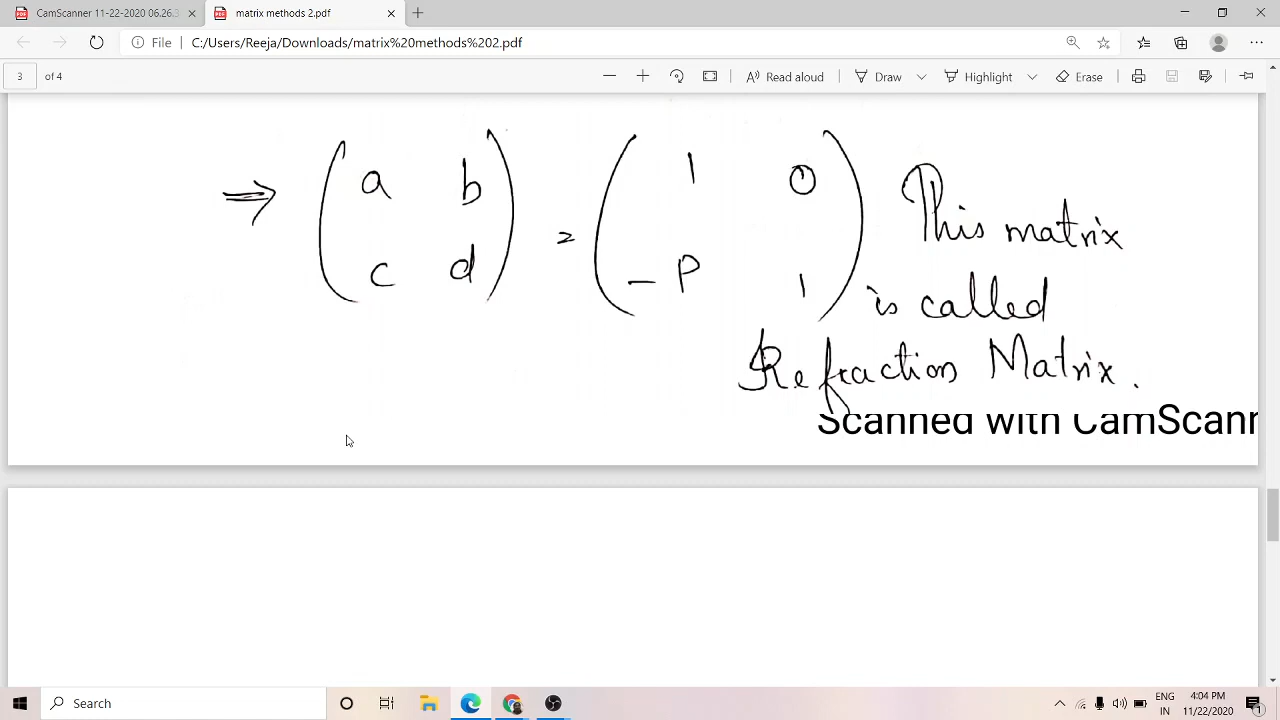 CamScanner 11-22-2020 06.26.3
matrix methods 2.pdf
File C:/Users/Reeja/Downloads/matrix%20methods%202.pdf
3 of 4 Read aloud Draw Highlight Erase
⇒ ( a b = ( 1 0 ) This matrix
c d ) - P 1 is called
Refraction Matrix.
Scanned with CamScann
Search
ENG 4:04 PM
IN 11/22/2020